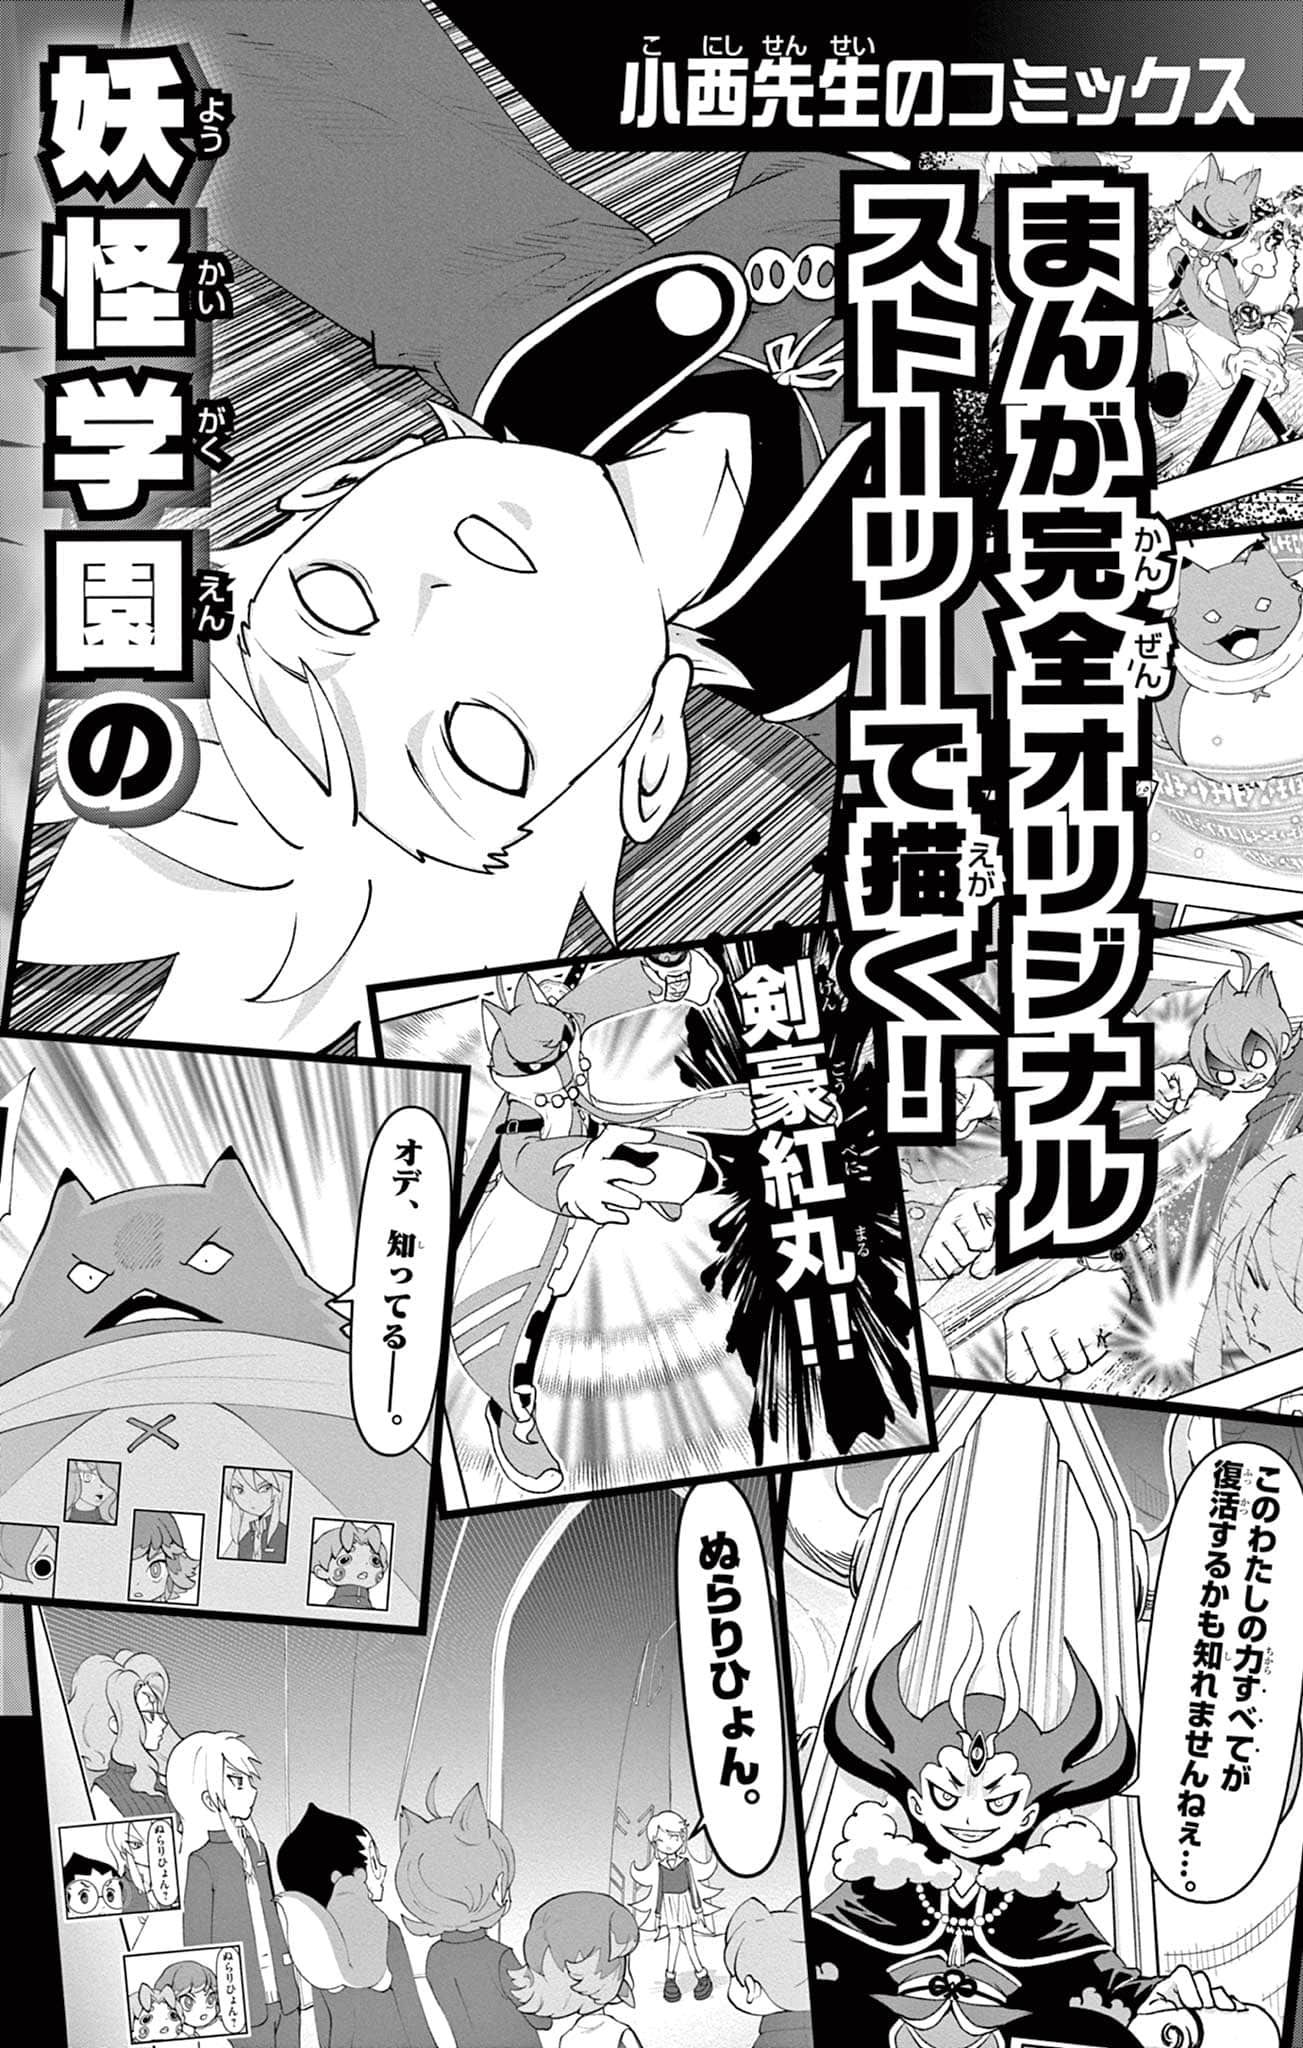 小西先生のコミックス
まんが完全オリジナル
ストーリーで描く!
妖怪学園の
剣豪紅丸!!
オデ、知ってる——。
このわたしの力すべてが
復活するかも知れませんねぇ…。
ぬらりひょん。
ぬらりひょん?
ぬらりひょん?